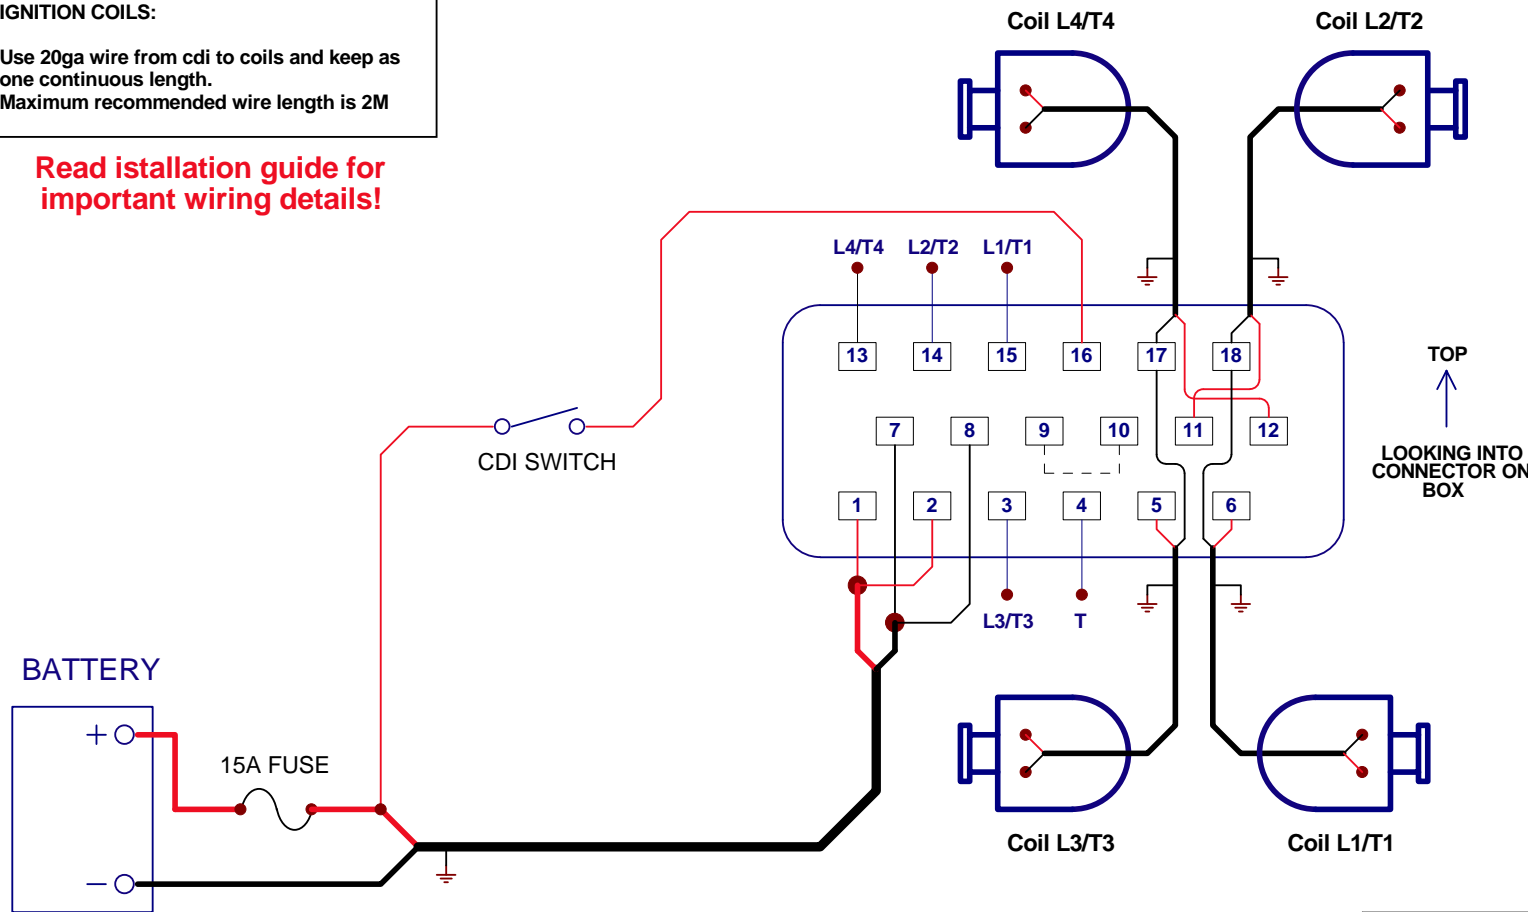 IGNITION COILS:
Use 20ga wire from cdi to coils and keep as
one continuous length.
Maximum recommended wire length is 2M
Read istallation guide for
important wiring details!
Coil L4/T4
Coil L2/T2
L4/T4
L2/T2
L1/T1
13
14
15
16
17
18
TOP
7
8
9
10
11
12
CDI SWITCH
LOOKING INTO
CONNECTOR ON
BOX
1
2
3
4
5
6
L3/T3
T
BATTERY
+
15A FUSE
−
Coil L3/T3
Coil L1/T1